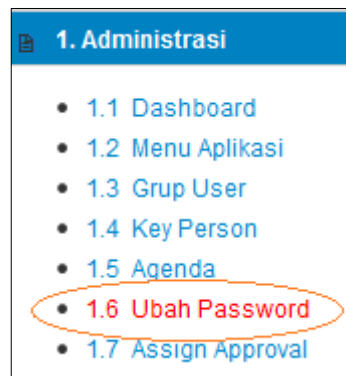 1. Administrasi
1.1 Dashboard
1.2 Menu Aplikasi
1.3 Grup User
1.4 Key Person
1.5 Agenda
1.6 Ubah Password
1.7 Assign Approval